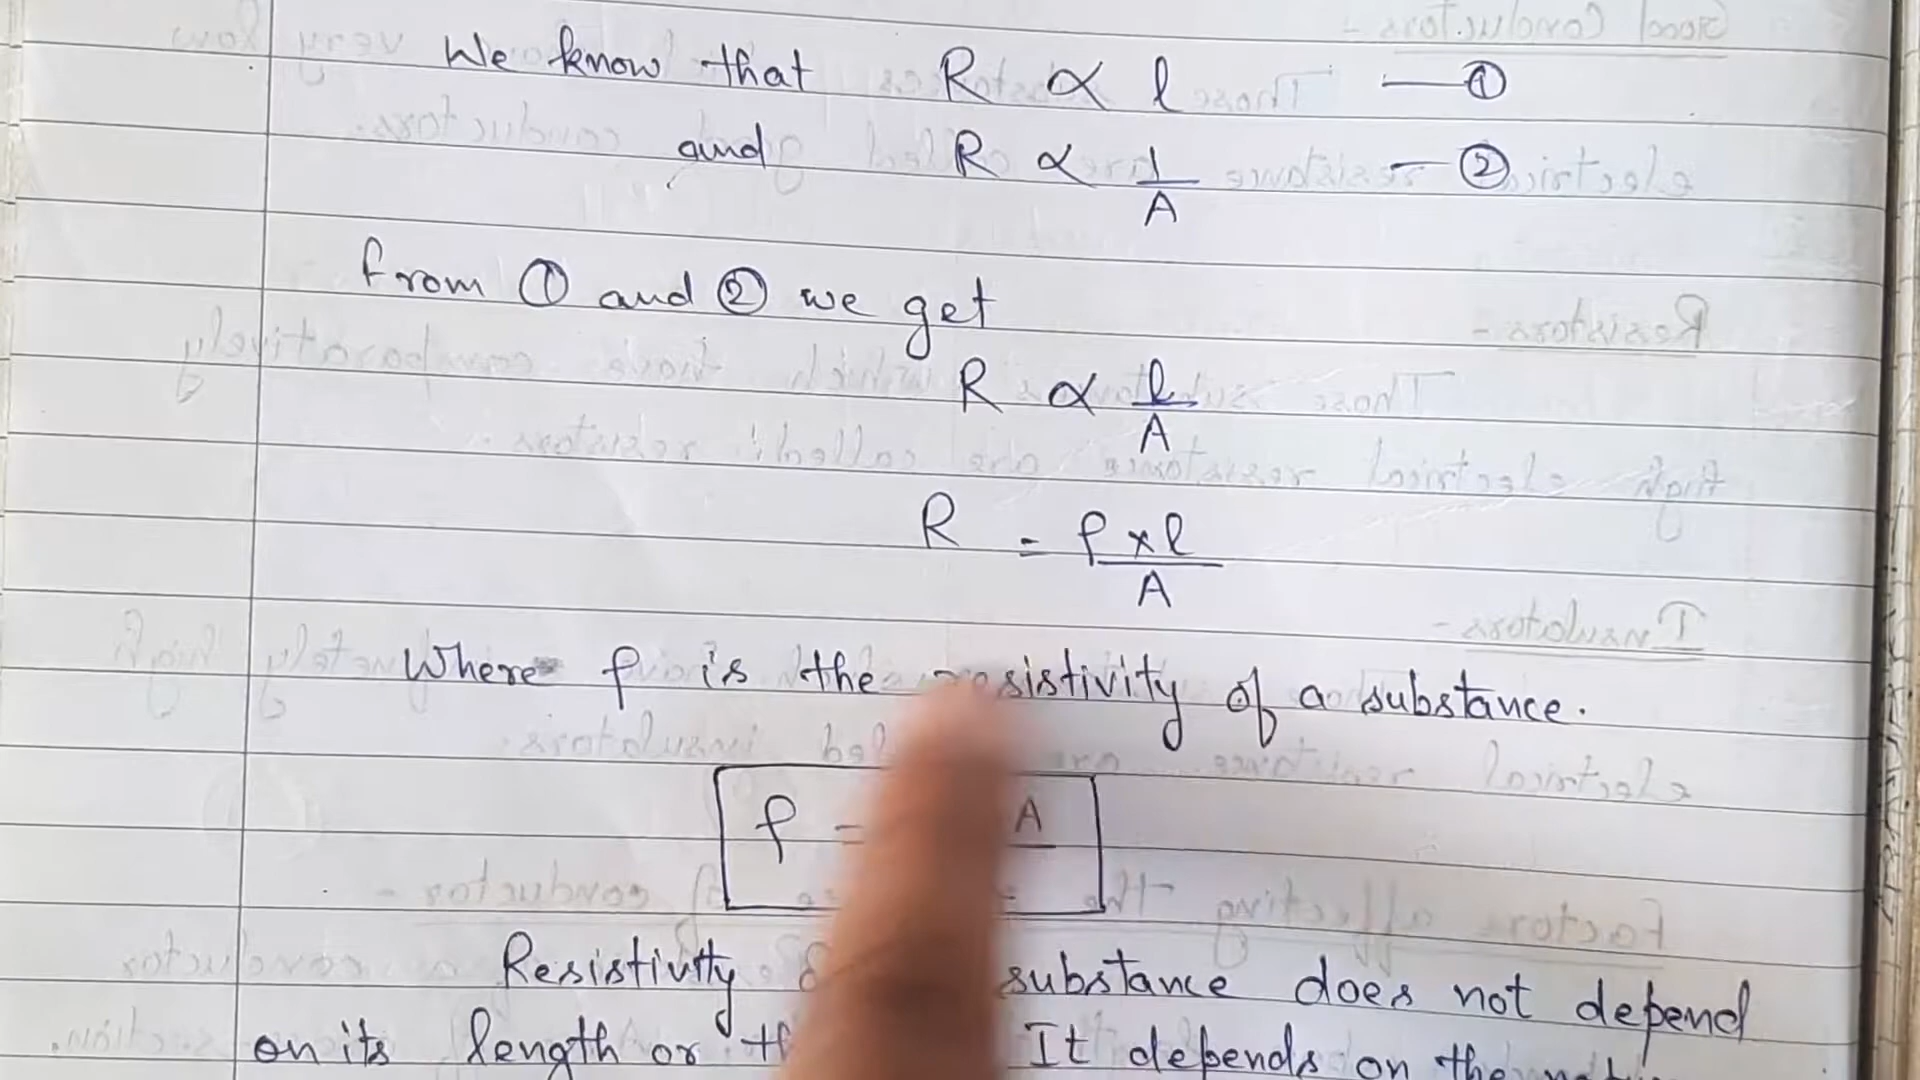 We know that R ∝ l — ①
and R ∝ 1/A — ②
from ① and ② we get
R ∝ l/A
R = ρ×l/A
Where ρ is the resistivity of a substance.
ρ = A
Resistivity substance does not depend
on its length or It depends on the